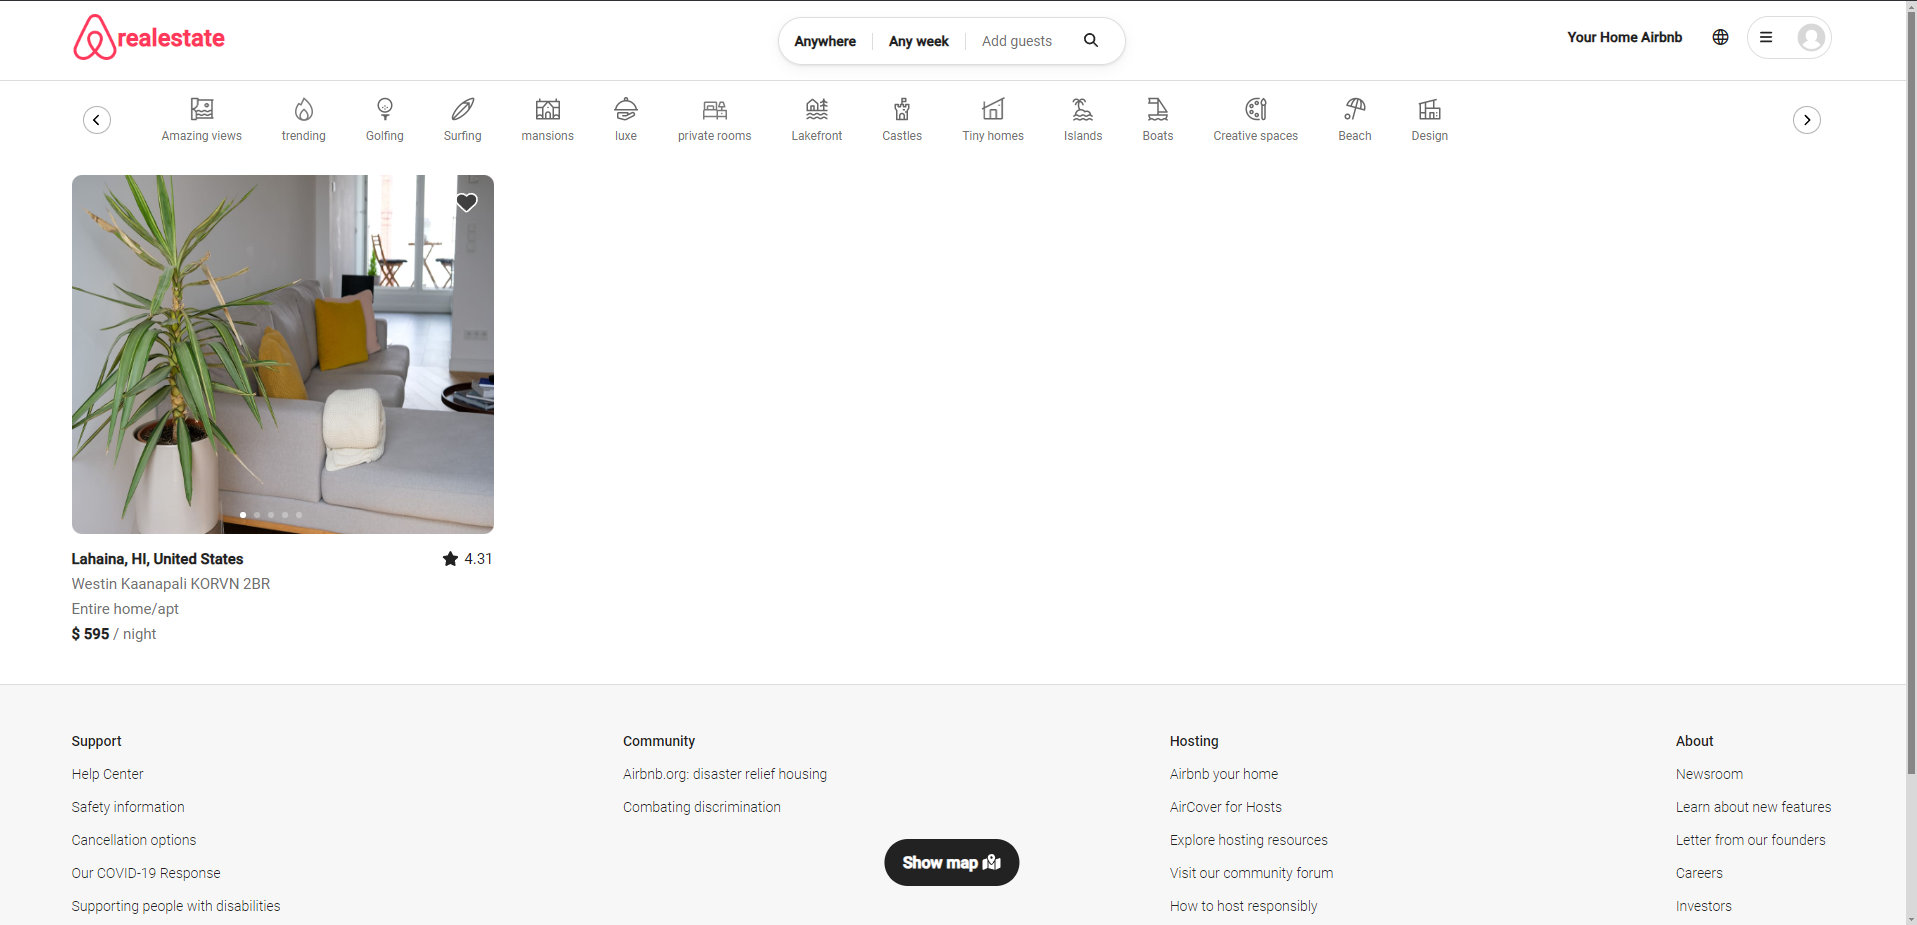 realestate
Anywhere Any week Add guests
Your Home Airbnb
Amazing views trending Golfing Surfing mansions luxe private rooms Lakefront Castles Tiny homes Islands Boats Creative spaces Beach Design
Lahaina, HI, United States 4.31
Westin Kaanapali KORVN 2BR
Entire home/apt
$ 595 / night
Support
Help Center
Safety information
Cancellation options
Our COVID-19 Response
Supporting people with disabilities
Community
Airbnb.org: disaster relief housing
Combating discrimination
Hosting
Airbnb your home
AirCover for Hosts
Explore hosting resources
Visit our community forum
How to host responsibly
About
Newsroom
Learn about new features
Letter from our founders
Careers
Investors
Show map